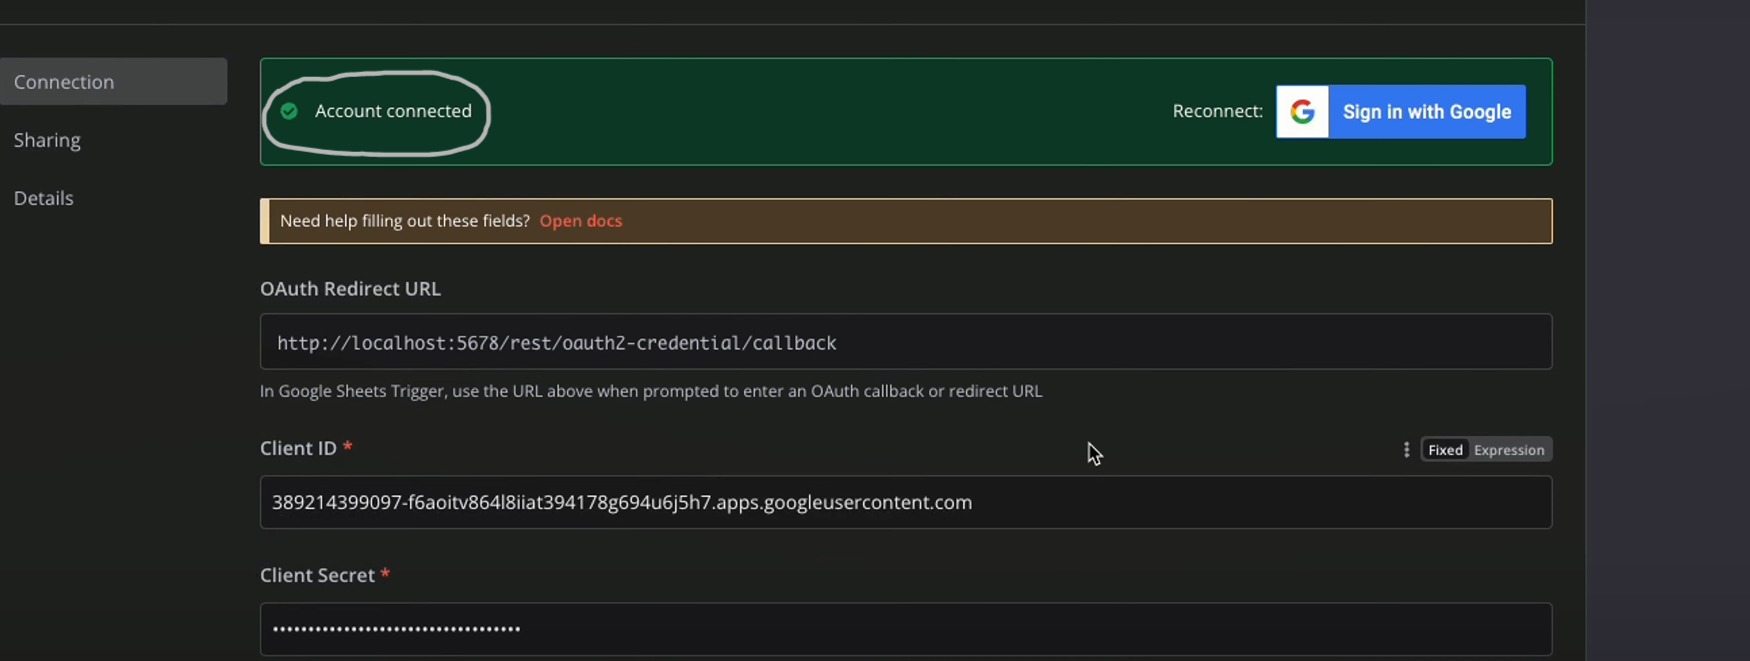 Connection
Sharing
Details
Account connected
Reconnect:
Sign in with Google
Need help filling out these fields? Open docs
OAuth Redirect URL
http://localhost:5678/rest/oauth2-credential/callback
In Google Sheets Trigger, use the URL above when prompted to enter an OAuth callback or redirect URL
Client ID *
Fixed Expression
389214399097-f6aoitv864l8iiat394178g694u6j5h7.apps.googleusercontent.com
Client Secret *